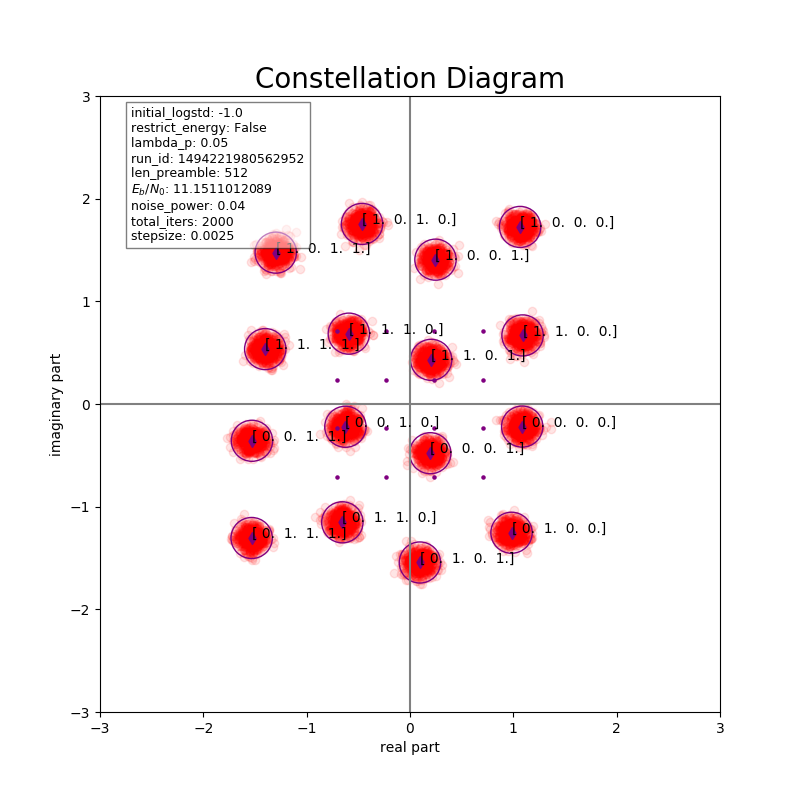 Constellation Diagram
initial_logstd: -1.0
restrict_energy: False
lambda_p: 0.05
run_id: 1494221980562952
len_preamble: 512
E_b/N_0: 11.1511012089
noise_power: 0.04
total_iters: 2000
stepsize: 0.0025
[ 1. 0. 1. 0.]
[ 1. 0. 0. 0.]
[ 1. 0. 1. 1.]
[ 1. 0. 0. 1.]
[ 1. 1. 1. 0.]
[ 1. 1. 0. 0.]
[ 1. 1. 1. 1.]
[ 1. 1. 0. 1.]
[ 0. 0. 1. 0.]
[ 0. 0. 0. 0.]
[ 0. 0. 1. 1.]
[ 0. 0. 0. 1.]
[ 0. 1. 1. 0.]
[ 0. 1. 0. 0.]
[ 0. 1. 1. 1.]
[ 0. 1. 0. 1.]
3
2
1
0
−1
−2
−3
imaginary part
−3 −2 −1 0 1 2 3
real part